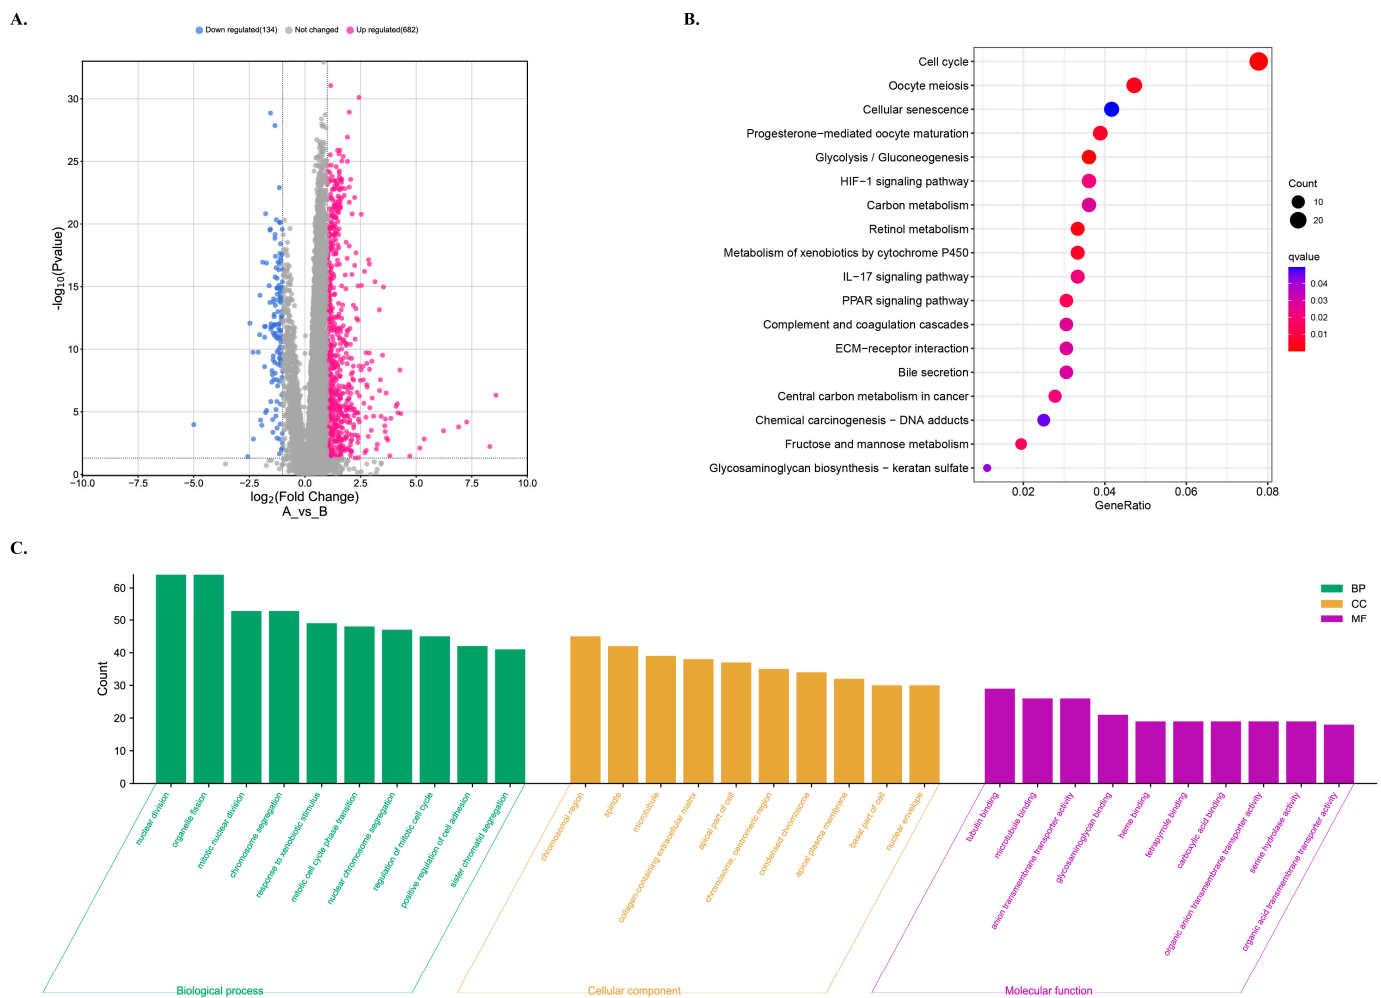 A.
Down regulated(134) Not changed Up regulated(682)
30
25
20
15
10
5
0
-log10(Pvalue)
−10.0 −7.5 −5.0 −2.5 0.0 2.5 5.0 7.5 10.0
log2(Fold Change)
A_vs_B
B.
Cell cycle
Oocyte meiosis
Cellular senescence
Progesterone−mediated oocyte maturation
Glycolysis / Gluconeogenesis
HIF−1 signaling pathway
Carbon metabolism
Retinol metabolism
Metabolism of xenobiotics by cytochrome P450
IL−17 signaling pathway
PPAR signaling pathway
Complement and coagulation cascades
ECM−receptor interaction
Bile secretion
Central carbon metabolism in cancer
Chemical carcinogenesis − DNA adducts
Fructose and mannose metabolism
Glycosaminoglycan biosynthesis − keratan sulfate
0.02 0.04 0.06 0.08
GeneRatio
Count
10
20
qvalue
0.04
0.03
0.02
0.01
C.
60
50
40
30
20
10
0
Count
BP
CC
MF
nuclear division
organelle fission
mitotic nuclear division
chromosome segregation
response to xenobiotic stimulus
mitotic cell cycle phase transition
nuclear chromosome segregation
regulation of mitotic cell cycle
positive regulation of cell adhesion
sister chromatid segregation
chromosomal region
spindle
microtubule
collagen-containing extracellular matrix
apical part of cell
chromosome, centromeric region
condensed chromosome
apical plasma membrane
basal part of cell
nuclear envelope
tubulin binding
microtubule binding
anion transmembrane transporter activity
glycosaminoglycan binding
heme binding
tetrapyrrole binding
carboxylic acid binding
organic anion transmembrane transporter activity
serine hydrolase activity
organic acid transmembrane transporter activity
Biological process
Cellular component
Molecular function